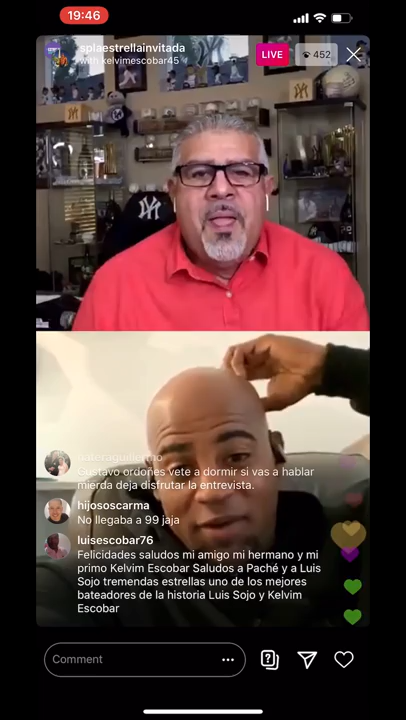 19:46
splaestrellainvitada
with kelvimescobar45
LIVE
452
Gustavo ordoñes vete a dormir si vas a hablar
mierda deja disfrutar la entrevista.
hijososcarma
No llegaba a 99 jaja
luisescobar76
Felicidades saludos mi amigo mi hermano y mi
primo Kelvim Escobar Saludos a Paché y a Luis
Sojo tremendas estrellas uno de los mejores
bateadores de la historia Luis Sojo y Kelvim
Escobar
Comment